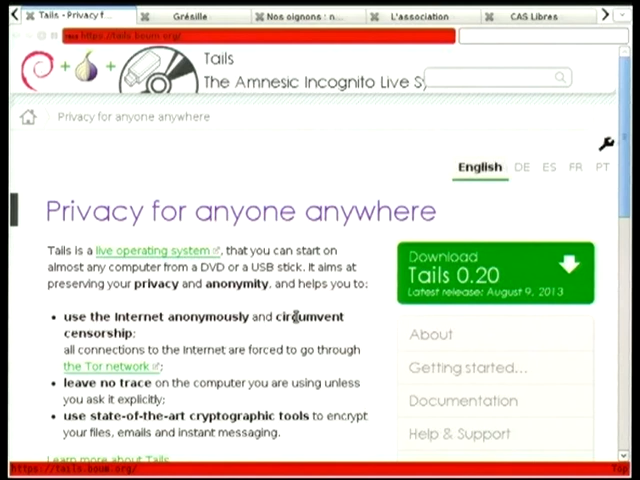 Tails - Privacy f...
Grésille
Nos oignons : n...
L'association
CAS Libres
https://tails.boum.org/
Tails
The Amnesic Incognito Live Sy
Privacy for anyone anywhere
English DE ES FR PT
Privacy for anyone anywhere
Tails is a live operating system, that you can start on
almost any computer from a DVD or a USB stick. It aims at
preserving your privacy and anonymity, and helps you to:
use the Internet anonymously and circumvent
censorship;
all connections to the Internet are forced to go through
the Tor network;
leave no trace on the computer you are using unless
you ask it explicitly;
use state-of-the-art cryptographic tools to encrypt
your files, emails and instant messaging.
Learn more about Tails
Download
Tails 0.20
Latest release: August 9, 2013
About
Getting started...
Documentation
Help & Support
https://tails.boum.org/
Top